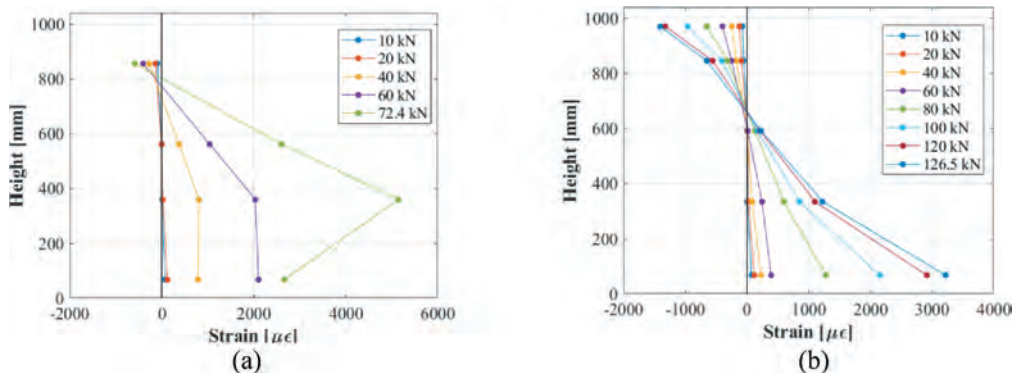 1000
800
600
400
200
0
Height [mm]
-2000
0
2000
4000
6000
Strain [με]
10 kN
20 kN
40 kN
60 kN
72.4 kN
(a)
1000
800
600
400
200
0
Height [mm]
-2000
-1000
0
1000
2000
3000
4000
Strain [με]
10 kN
20 kN
40 kN
60 kN
80 kN
100 kN
120 kN
126.5 kN
(b)